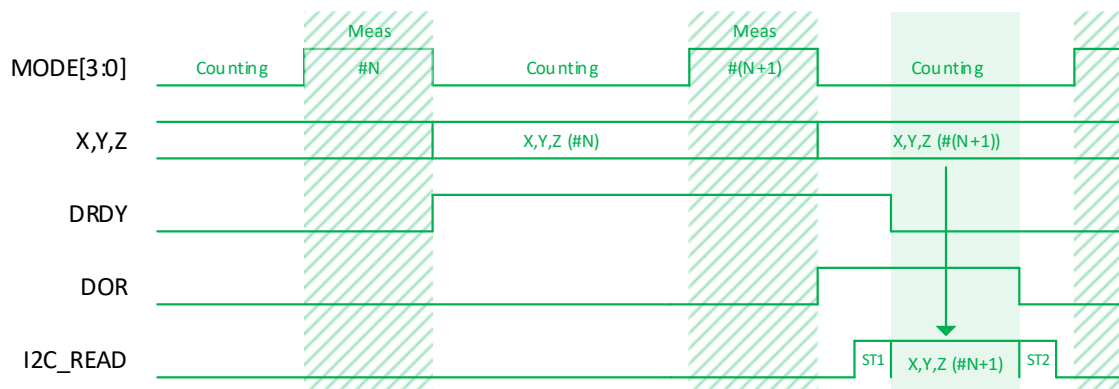 Meas
Meas
MODE[3:0]
Counting
#N
Counting
#(N+1)
Counting
X,Y,Z
X,Y,Z (#N)
X,Y,Z (#(N+1))
DRDY
DOR
I2C_READ
ST1
X,Y,Z (#N+1)
ST2